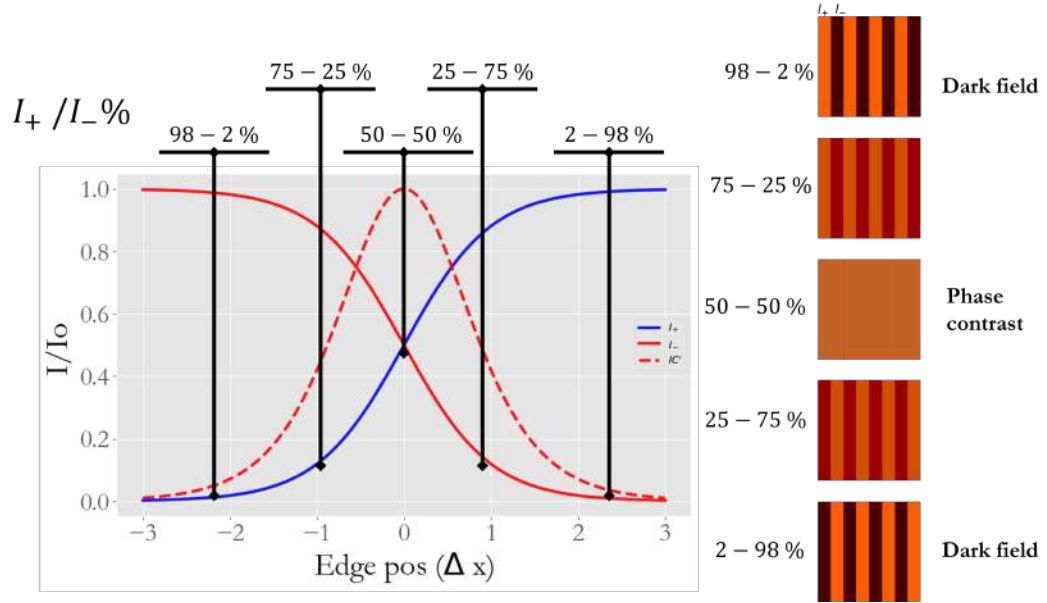 I₊ /I₋%
75 − 25 %
25 − 75 %
98 − 2 %
50 − 50 %
2 − 98 %
I/Io
1.0
0.8
0.6
0.4
0.2
0.0
−3
−2
−1
0
1
2
3
Edge pos (Δ x)
I₊
I₋
IC'
I₊ I₋
98 − 2 %
Dark field
75 − 25 %
50 − 50 %
Phase
contrast
25 − 75 %
2 − 98 %
Dark field